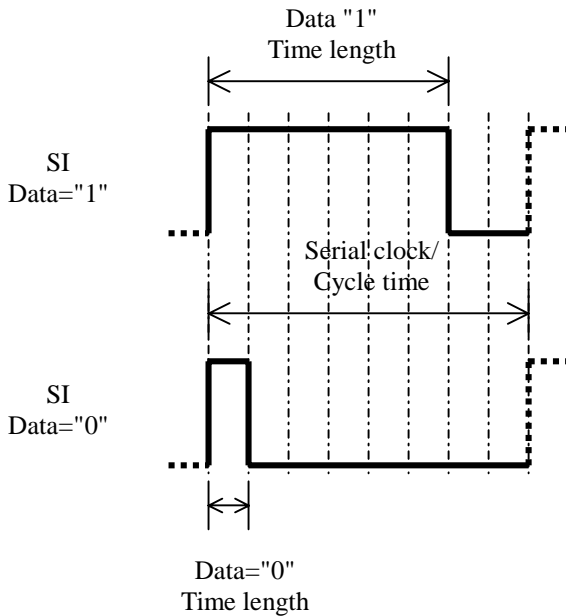 Data "1"
Time length
SI
Data="1"
Serial clock/
Cycle time
SI
Data="0"
Data="0"
Time length